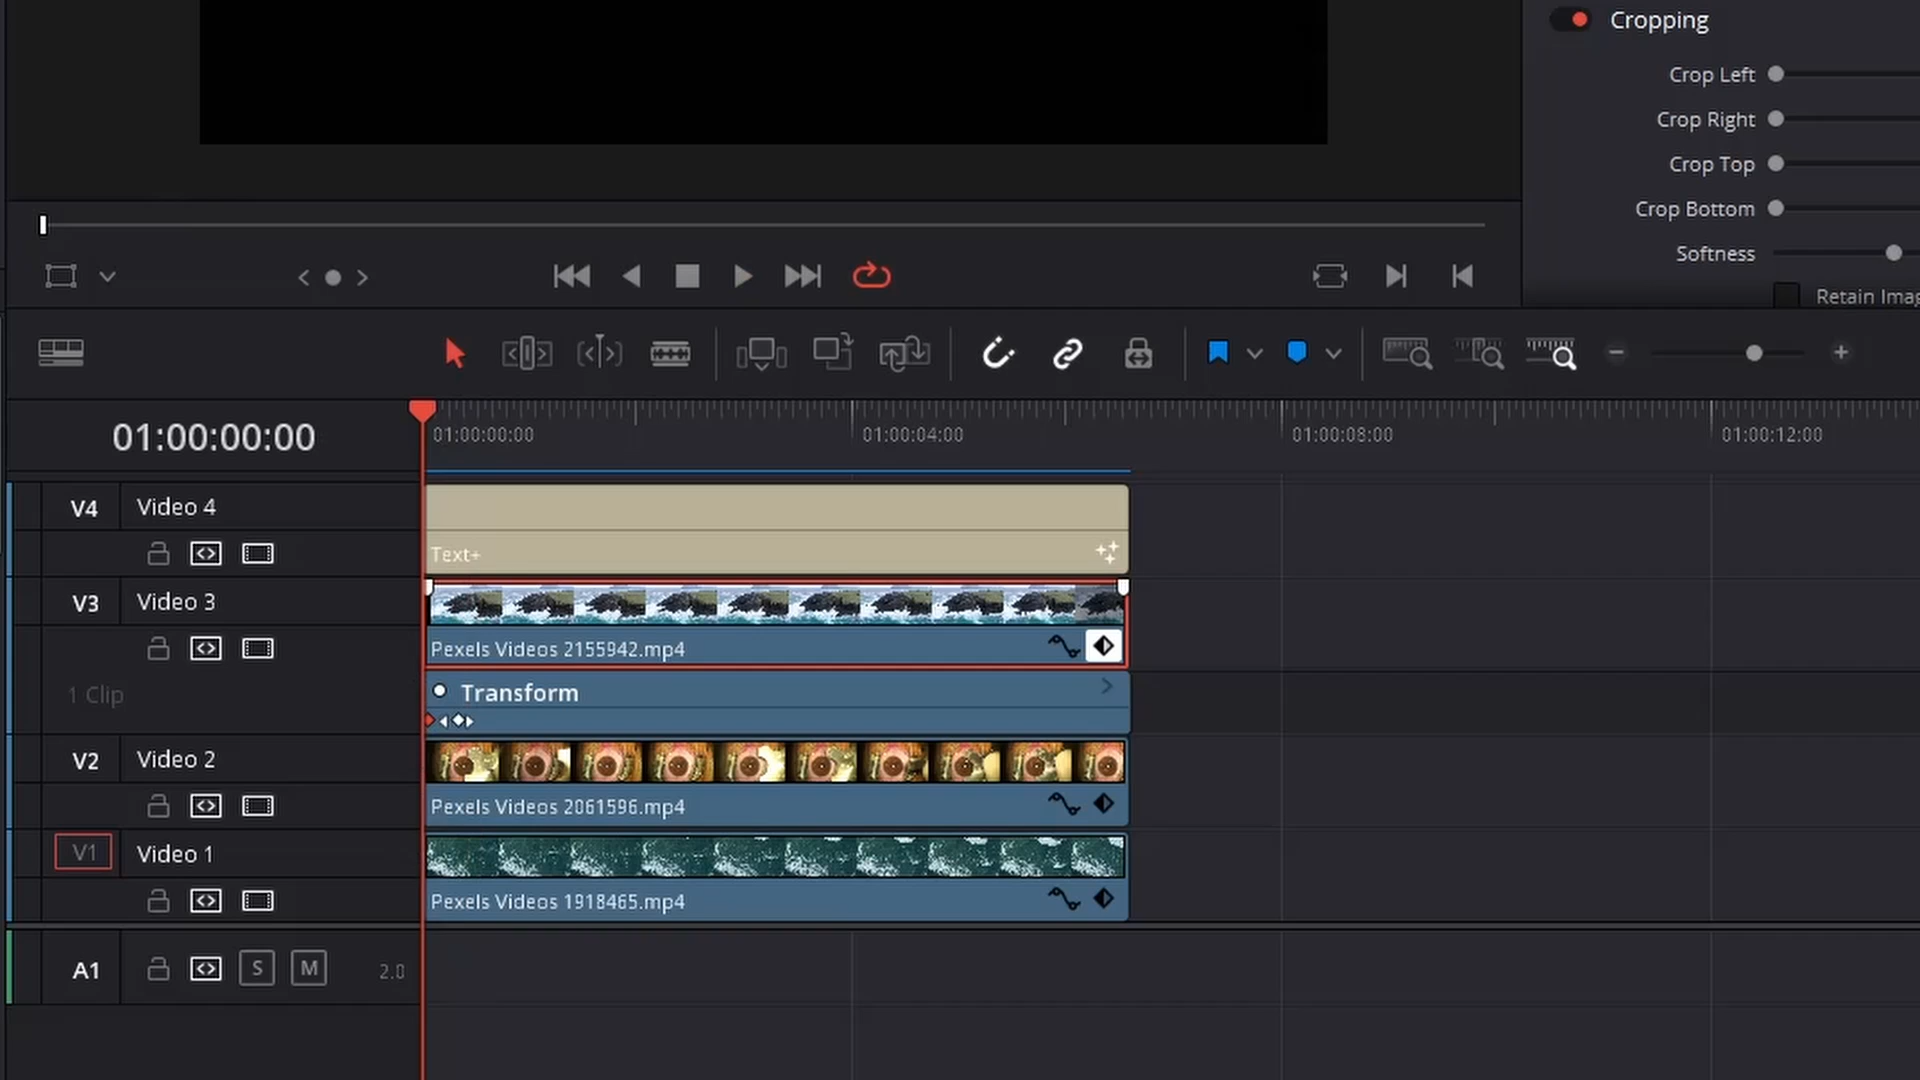 Cropping
Crop Left
Crop Right
Crop Top
Crop Bottom
Softness
Retain Imag
01:00:00:00
01:00:00:00
01:00:04:00
01:00:08:00
01:00:12:00
V4
Video 4
Text+
V3
Video 3
Pexels Videos 2155942.mp4
1 Clip
Transform
V2
Video 2
Pexels Videos 2061596.mp4
V1
Video 1
Pexels Videos 1918465.mp4
A1
S
M
2.0